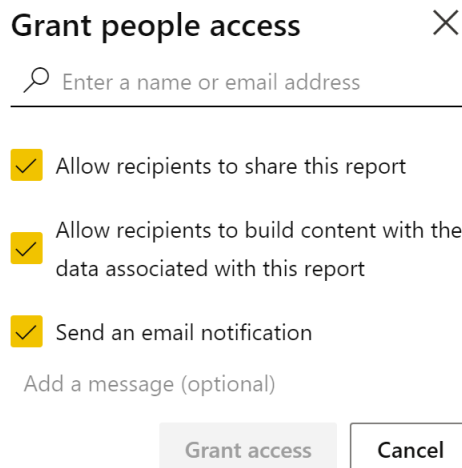 Grant people access
Enter a name or email address
Allow recipients to share this report
Allow recipients to build content with the
data associated with this report
Send an email notification
Add a message (optional)
Grant access
Cancel